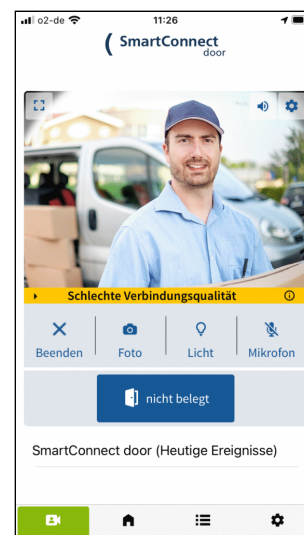 o2-de
11:26
SmartConnect
door
Schlechte Verbindungsqualität
Beenden
Foto
Licht
Mikrofon
nicht belegt
SmartConnect door (Heutige Ereignisse)